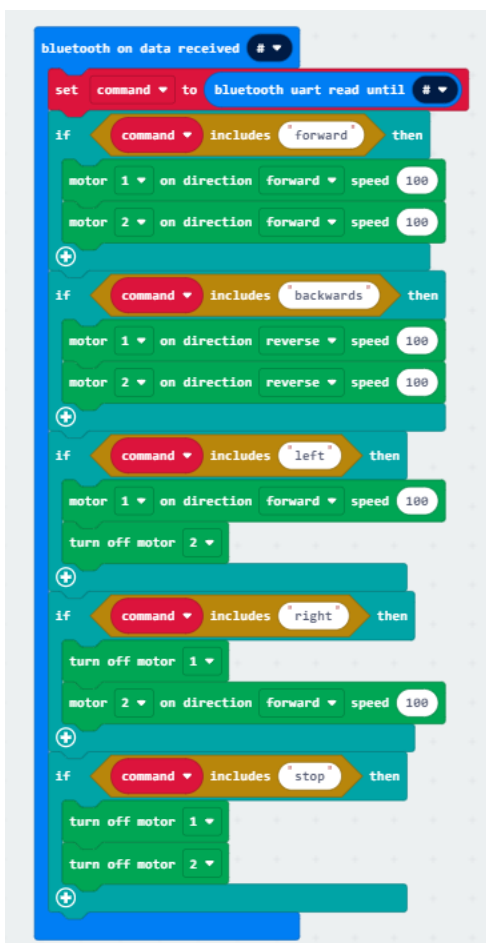 bluetooth on data received #
set command to bluetooth uart read until #
if command includes "forward" then
motor 1 on direction forward speed 100
motor 2 on direction forward speed 100
if command includes "backwards" then
motor 1 on direction reverse speed 100
motor 2 on direction reverse speed 100
if command includes "left" then
motor 1 on direction forward speed 100
turn off motor 2
if command includes "right" then
turn off motor 1
motor 2 on direction forward speed 100
if command includes "stop" then
turn off motor 1
turn off motor 2